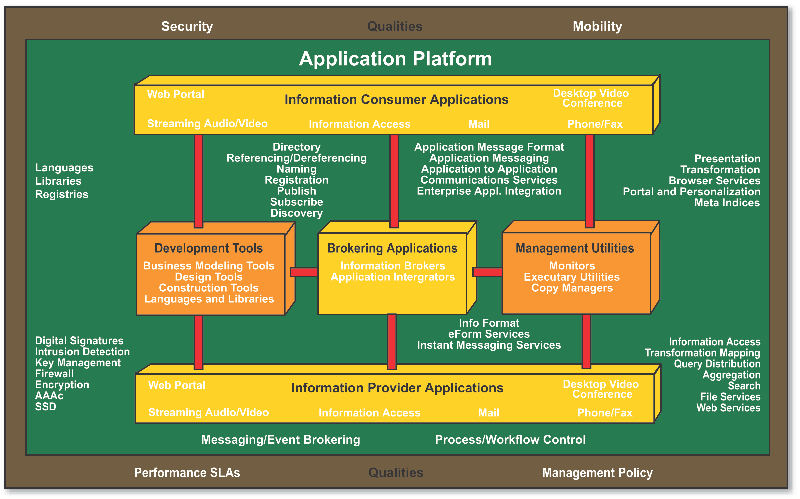 Security Qualities Mobility
Application Platform
Web Portal
Information Consumer Applications
Desktop Video
Conference
Streaming Audio/Video Information Access Mail Phone/Fax
Languages
Libraries
Registries
Directory
Referencing/Dereferencing
Naming
Registration
Publish
Subscribe
Discovery
Application Message Format
Application Messaging
Application to Application
Communications Services
Enterprise Appl. Integration
Presentation
Transformation
Browser Services
Portal and Personalization
Meta Indices
Development Tools
Business Modeling Tools
Design Tools
Construction Tools
Languages and Libraries
Brokering Applications
Information Brokers
Application Intergrators
Management Utilities
Monitors
Executary Utilities
Copy Managers
Digital Signatures
Intrusion Detection
Key Management
Firewall
Encryption
AAAc
SSD
Info Format
eForm Services
Instant Messaging Services
Information Access
Transformation Mapping
Query Distribution
Aggregation
Search
File Services
Web Services
Web Portal
Information Provider Applications
Desktop Video
Conference
Streaming Audio/Video Information Access Mail Phone/Fax
Messaging/Event Brokering Process/Workflow Control
Performance SLAs Qualities Management Policy